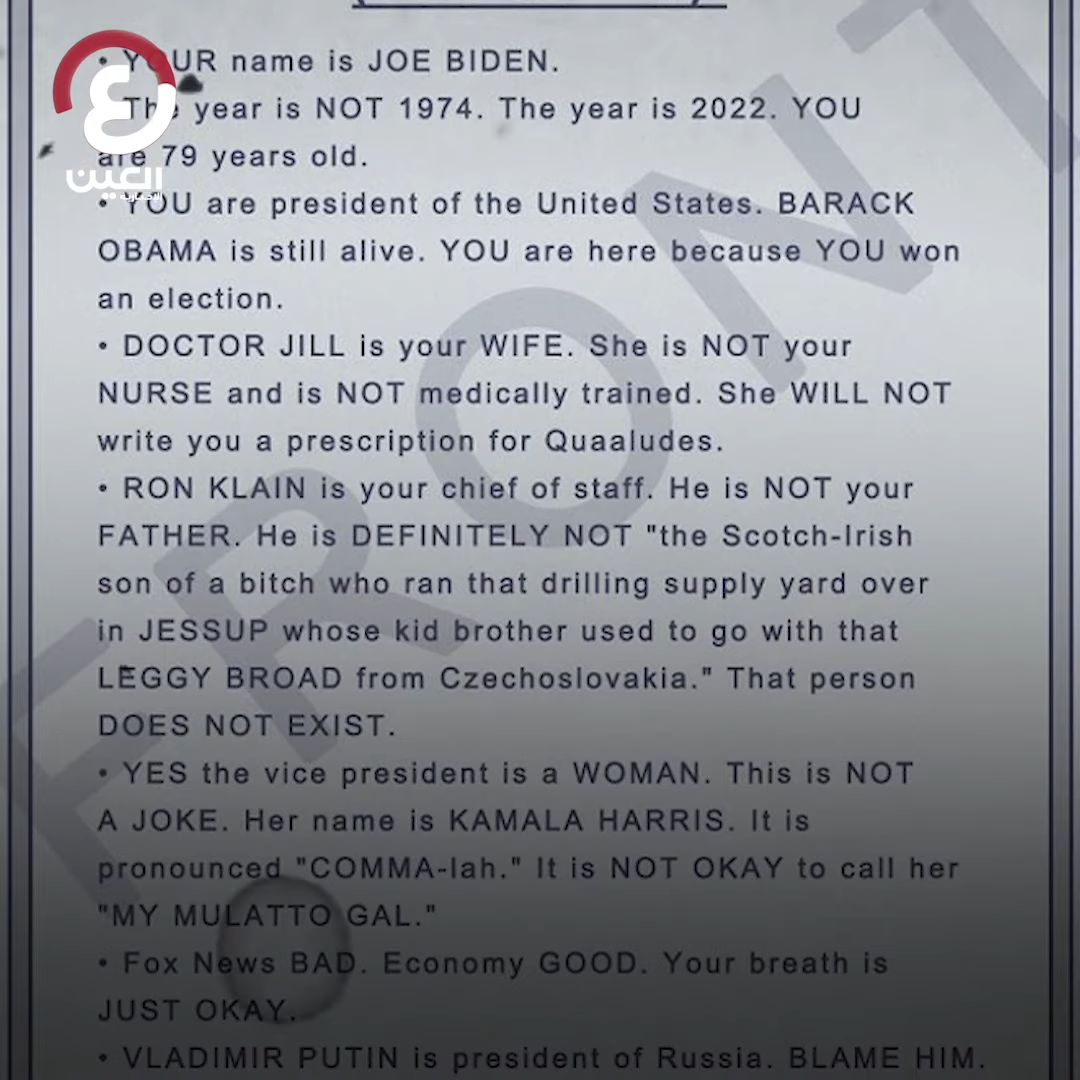 • YOUR name is JOE BIDEN.
The year is NOT 1974. The year is 2022. YOU
are 79 years old.
العين
الإخبارية
• YOU are president of the United States. BARACK
OBAMA is still alive. YOU are here because YOU won
an election.
• DOCTOR JILL is your WIFE. She is NOT your
NURSE and is NOT medically trained. She WILL NOT
write you a prescription for Quaaludes.
• RON KLAIN is your chief of staff. He is NOT your
FATHER. He is DEFINITELY NOT "the Scotch-Irish
son of a bitch who ran that drilling supply yard over
in JESSUP whose kid brother used to go with that
LEGGY BROAD from Czechoslovakia." That person
DOES NOT EXIST.
• YES the vice president is a WOMAN. This is NOT
A JOKE. Her name is KAMALA HARRIS. It is
pronounced "COMMA-lah." It is NOT OKAY to call her
"MY MULATTO GAL."
• Fox News BAD. Economy GOOD. Your breath is
JUST OKAY.
• VLADIMIR PUTIN is president of Russia. BLAME HIM.
FRONT